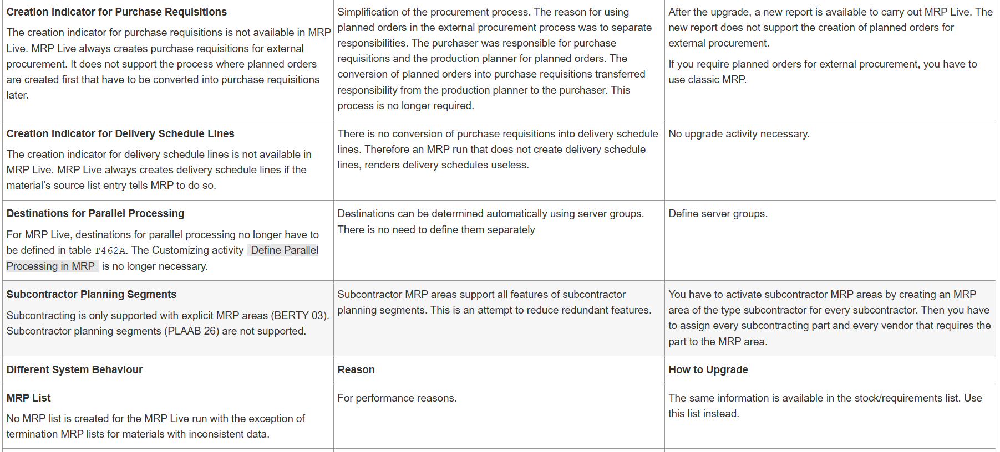 Creation Indicator for Purchase Requisitions
The creation indicator for purchase requisitions is not available in MRP
Live. MRP Live always creates purchase requisitions for external
procurement. It does not support the process where planned orders
are created first that have to be converted into purchase requisitions
later.
Simplification of the procurement process. The reason for using
planned orders in the external procurement process was to separate
responsibilities. The purchaser was responsible for purchase
requisitions and the production planner for planned orders. The
conversion of planned orders into purchase requisitions transferred
responsibility from the production planner to the purchaser. This
process is no longer required.
After the upgrade, a new report is available to carry out MRP Live. The
new report does not support the creation of planned orders for
external procurement.
If you require planned orders for external procurement, you have to
use classic MRP.
Creation Indicator for Delivery Schedule Lines
The creation indicator for delivery schedule lines is not available in
MRP Live. MRP Live always creates delivery schedule lines if the
material’s source list entry tells MRP to do so.
There is no conversion of purchase requisitions into delivery schedule
lines. Therefore an MRP run that does not create delivery schedule
lines, renders delivery schedules useless.
No upgrade activity necessary.
Destinations for Parallel Processing
For MRP Live, destinations for parallel processing no longer have to
be defined in table T462A. The Customizing activity Define Parallel
Processing in MRP is no longer necessary.
Destinations can be determined automatically using server groups.
There is no need to define them separately
Define server groups.
Subcontractor Planning Segments
Subcontracting is only supported with explicit MRP areas (BERTY 03).
Subcontractor planning segments (PLAAB 26) are not supported.
Subcontractor MRP areas support all features of subcontractor
planning segments. This is an attempt to reduce redundant features.
You have to activate subcontractor MRP areas by creating an MRP
area of the type subcontractor for every subcontractor. Then you have
to assign every subcontracting part and every vendor that requires the
part to the MRP area.
Different System Behaviour
Reason
How to Upgrade
MRP List
No MRP list is created for the MRP Live run with the exception of
termination MRP lists for materials with inconsistent data.
For performance reasons.
The same information is available in the stock/requirements list. Use
this list instead.